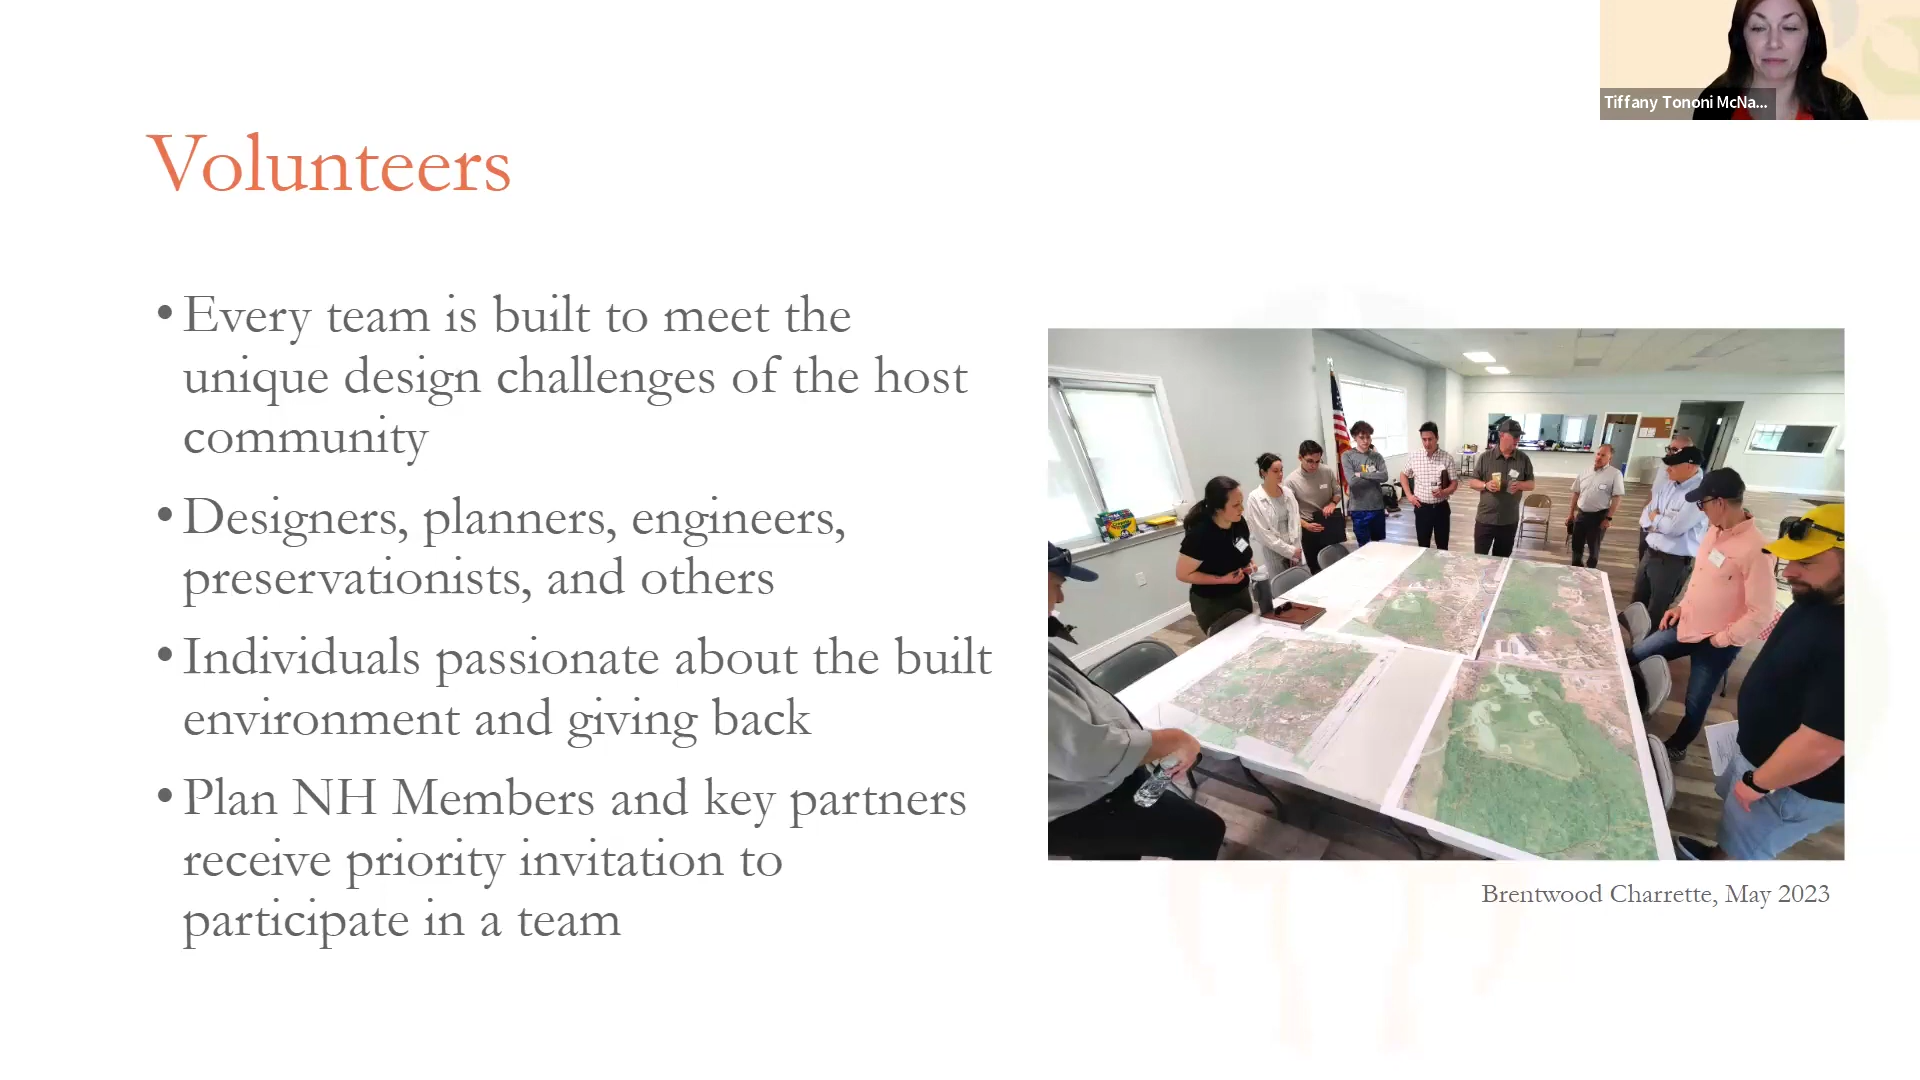 Tiffany Tononi McNa...
Volunteers
• Every team is built to meet the
unique design challenges of the host
community
• Designers, planners, engineers,
preservationists, and others
• Individuals passionate about the built
environment and giving back
• Plan NH Members and key partners
receive priority invitation to
participate in a team
Brentwood Charrette, May 2023